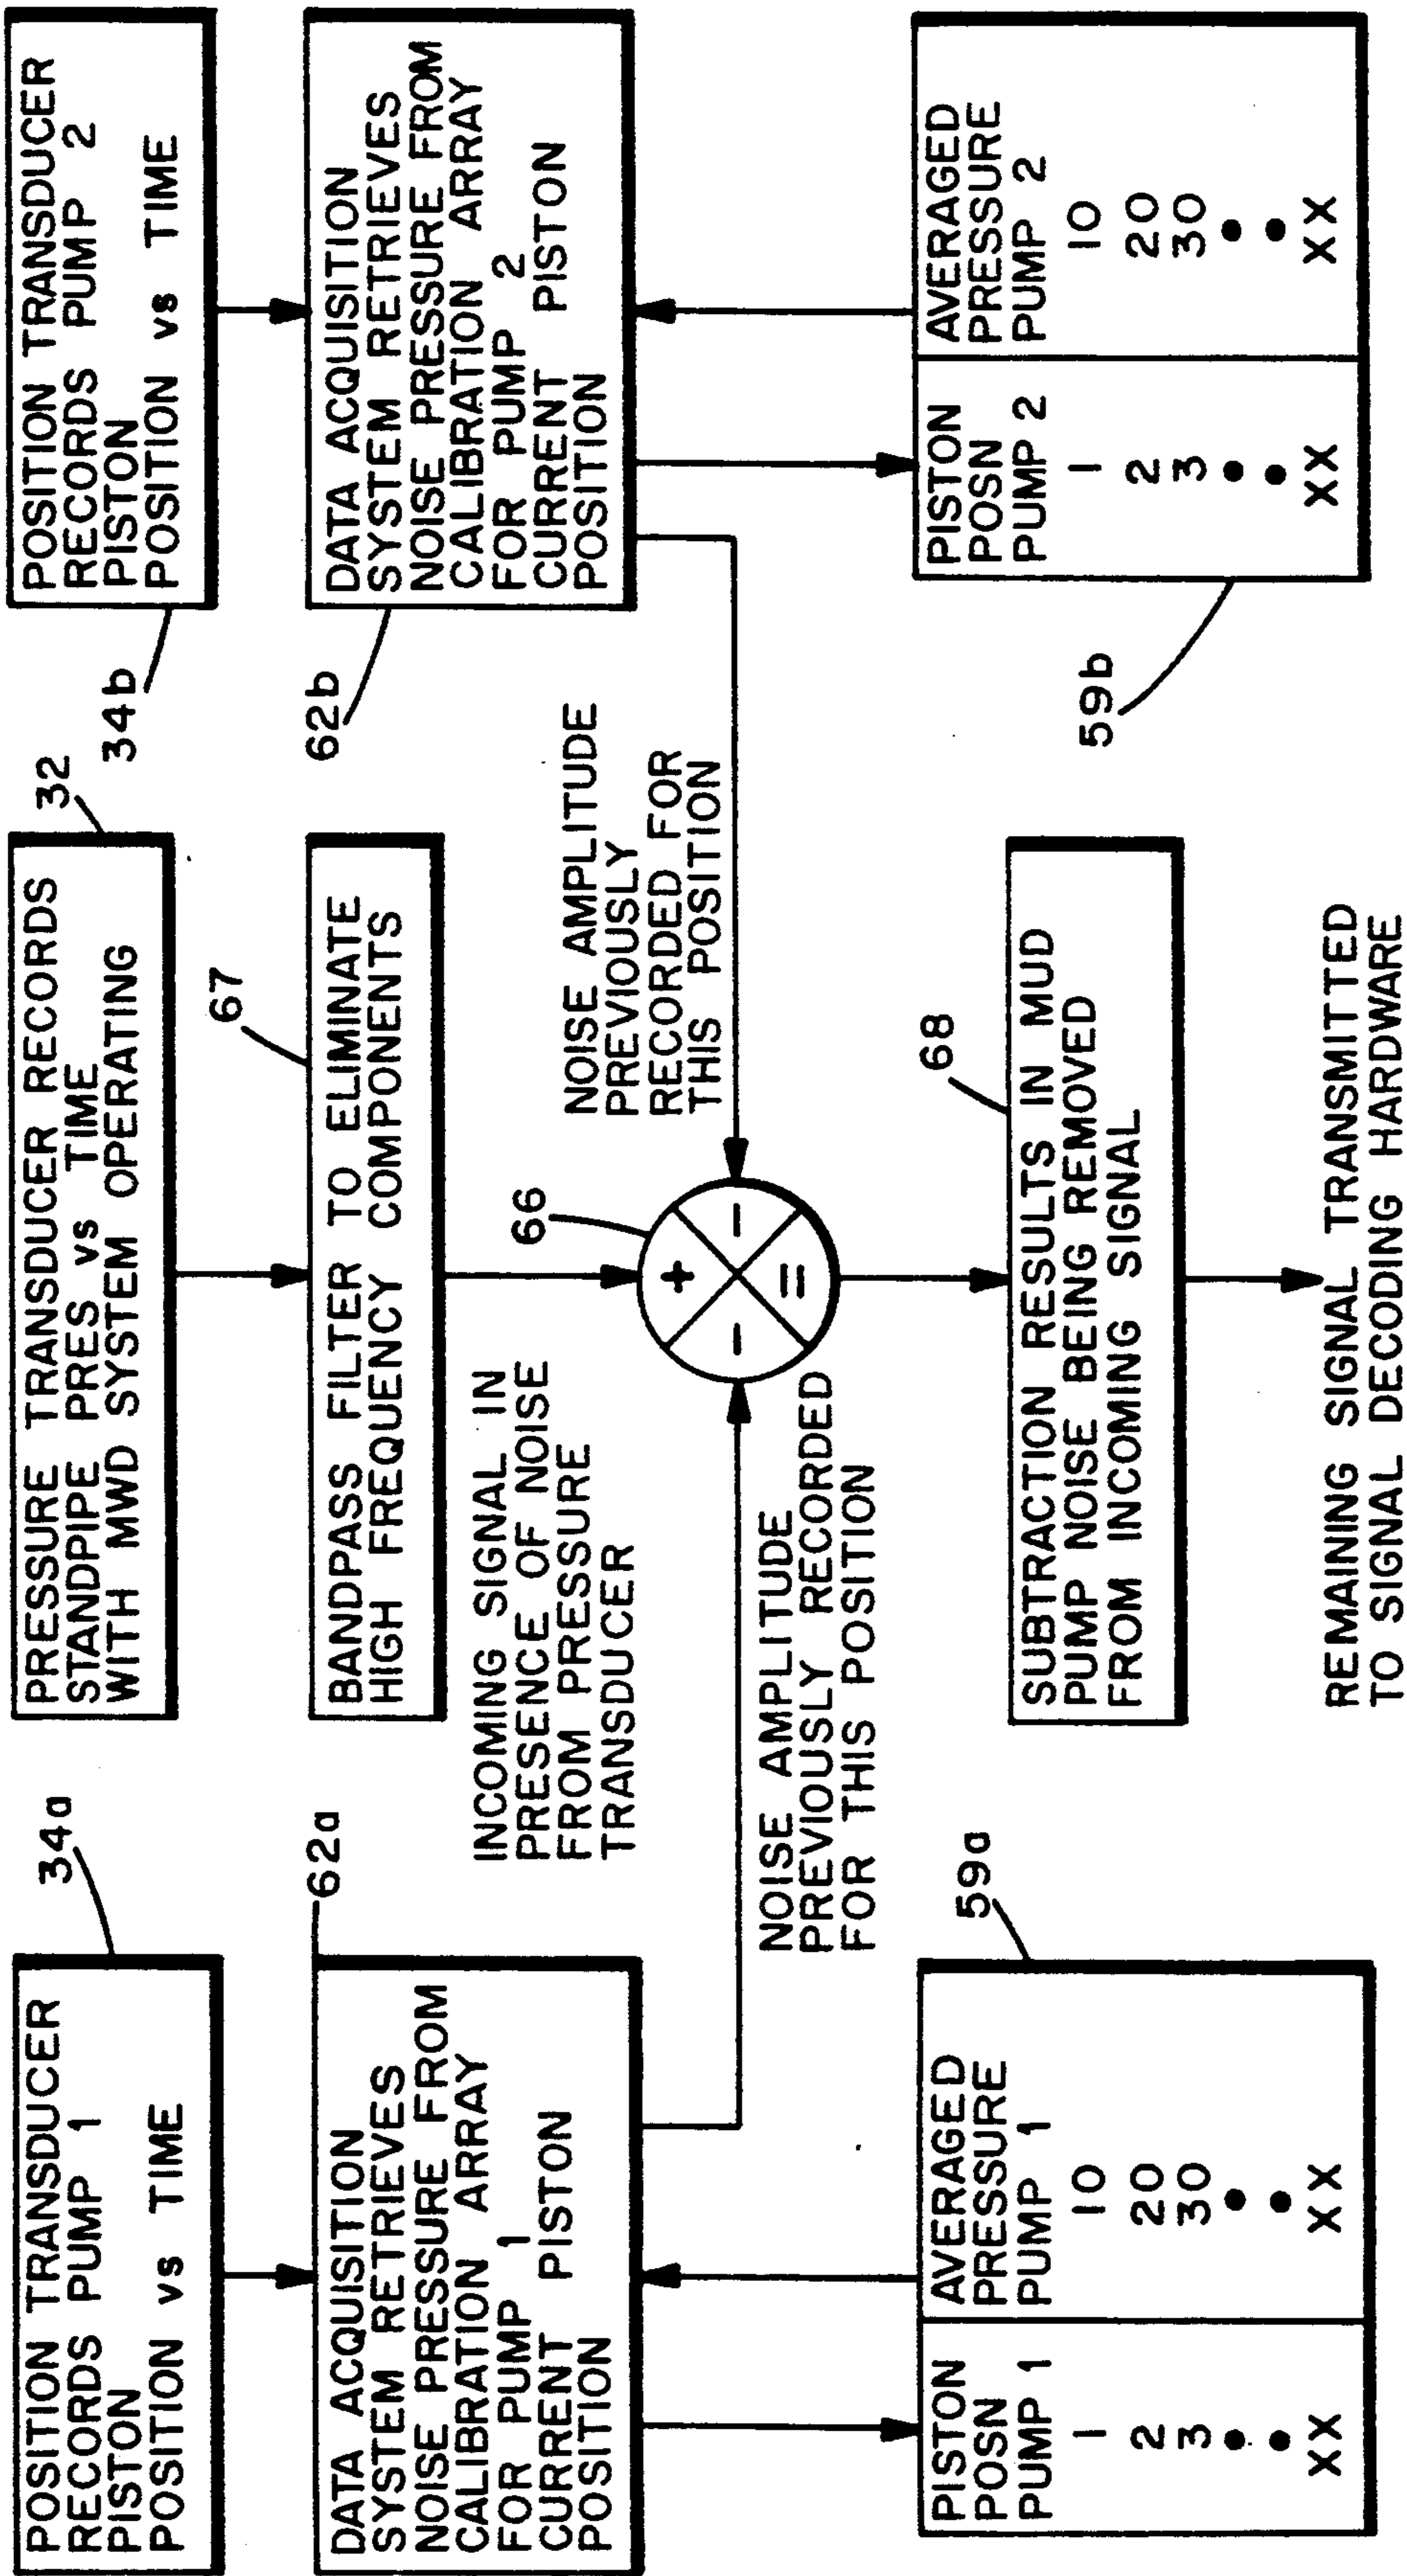 POSITION TRANSDUCER
RECORDS PUMP 1
PISTON
POSITION vs TIME
34a
PRESSURE TRANSDUCER RECORDS
STANDPIPE PRES vs TIME
WITH MWD SYSTEM OPERATING
32
POSITION TRANSDUCER
RECORDS PUMP 2
PISTON
POSITION vs TIME
34b
DATA ACQUISITION
SYSTEM RETRIEVES
NOISE PRESSURE FROM
CALIBRATION ARRAY
FOR PUMP 1
CURRENT PISTON
POSITION
62a
BANDPASS FILTER TO ELIMINATE
HIGH FREQUENCY COMPONENTS
67
DATA ACQUISITION
SYSTEM RETRIEVES
NOISE PRESSURE FROM
CALIBRATION ARRAY
FOR PUMP 2
CURRENT PISTON
POSITION
62b
INCOMING SIGNAL IN
PRESENCE OF NOISE
FROM PRESSURE
TRANSDUCER
66
+
− −
=
NOISE AMPLITUDE
PREVIOUSLY
RECORDED FOR
THIS POSITION
NOISE AMPLITUDE
PREVIOUSLY RECORDED
FOR THIS POSITION
PISTON
POSN
PUMP 1
1
2
3
•
•
XX
AVERAGED
PRESSURE
PUMP 1
10
20
30
•
•
XX
59a
SUBTRACTION RESULTS IN MUD
PUMP NOISE BEING REMOVED
FROM INCOMING SIGNAL
68
PISTON
POSN
PUMP 2
1
2
3
•
•
XX
AVERAGED
PRESSURE
PUMP 2
10
20
30
•
•
XX
59b
REMAINING SIGNAL TRANSMITTED
TO SIGNAL DECODING HARDWARE